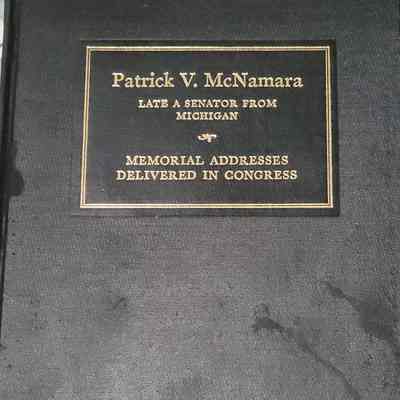 Patrick V. McNamara
LATE A SENATOR FROM
MICHIGAN
MEMORIAL ADDRESSES
DELIVERED IN CONGRESS